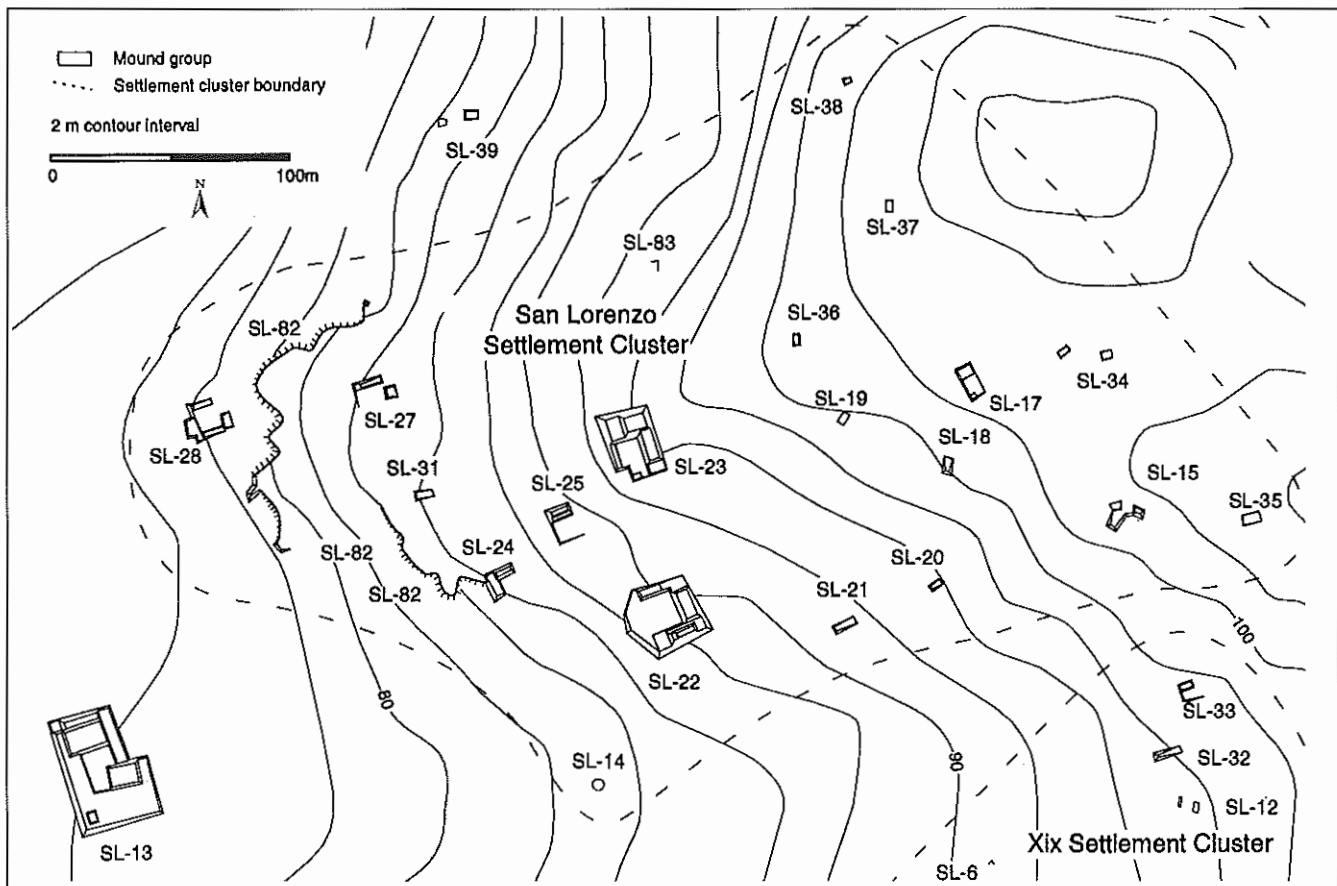 Mound group
Settlement cluster boundary
2 m contour interval
0 100m
N
SL-38
SL-39
SL-37
SL-83
SL-82
San Lorenzo
Settlement Cluster
SL-36
SL-34
SL-17
SL-19
SL-27
SL-18
SL-28
SL-23
SL-31
SL-15
SL-25
SL-35
SL-82
SL-24
SL-20
SL-82
SL-21
100
SL-22
80
SL-33
SL-14
90
SL-32
SL-12
SL-13
Xix Settlement Cluster
SL-6